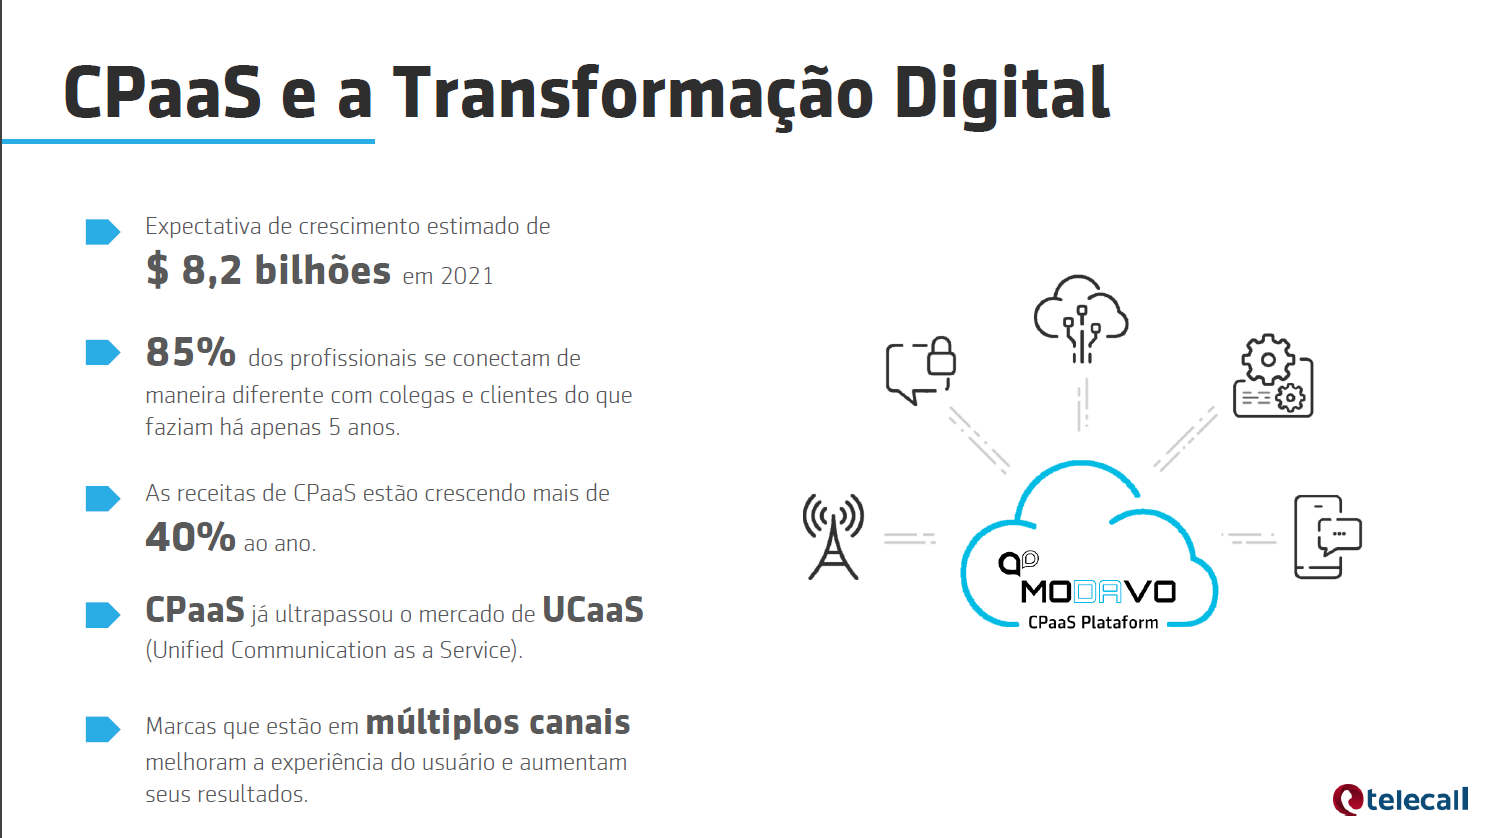 CPaaS e a Transformação Digital
Expectativa de crescimento estimado de
$ 8,2 bilhões em 2021
85% dos profissionais se conectam de
maneira diferente com colegas e clientes do que
faziam há apenas 5 anos.
As receitas de CPaaS estão crescendo mais de
40% ao ano.
CPaaS já ultrapassou o mercado de UCaaS
(Unified Communication as a Service).
Marcas que estão em múltiplos canais
melhoram a experiência do usuário e aumentam
seus resultados.
MODAVO
CPaaS Plataform
telecall